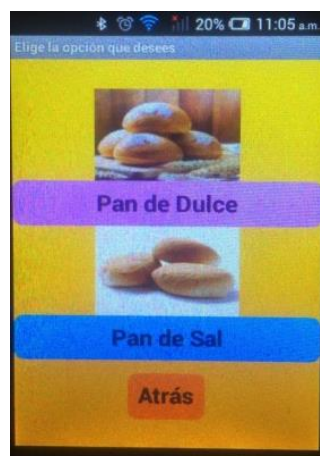 20% 11:05 a.m.
Elige la opción que desees
Pan de Dulce
Pan de Sal
Atrás